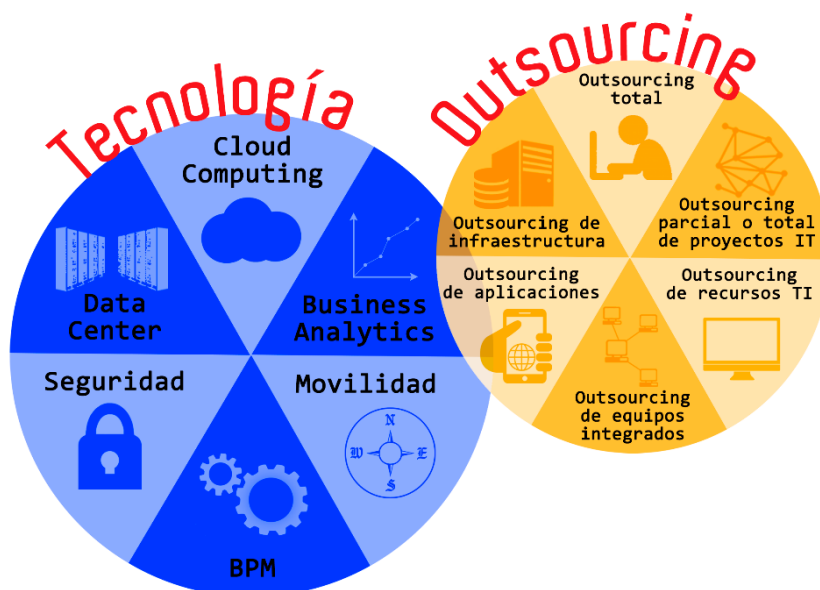 Tecnología
Cloud
Computing
Data
Center
Business
Analytics
Seguridad
Movilidad
N
W
E
S
BPM
Outsourcing
Outsourcing
total
Outsourcing de
infraestructura
Outsourcing
parcial o total
de proyectos IT
Outsourcing
de aplicaciones
Outsourcing
de recursos TI
Outsourcing
de equipos
integrados